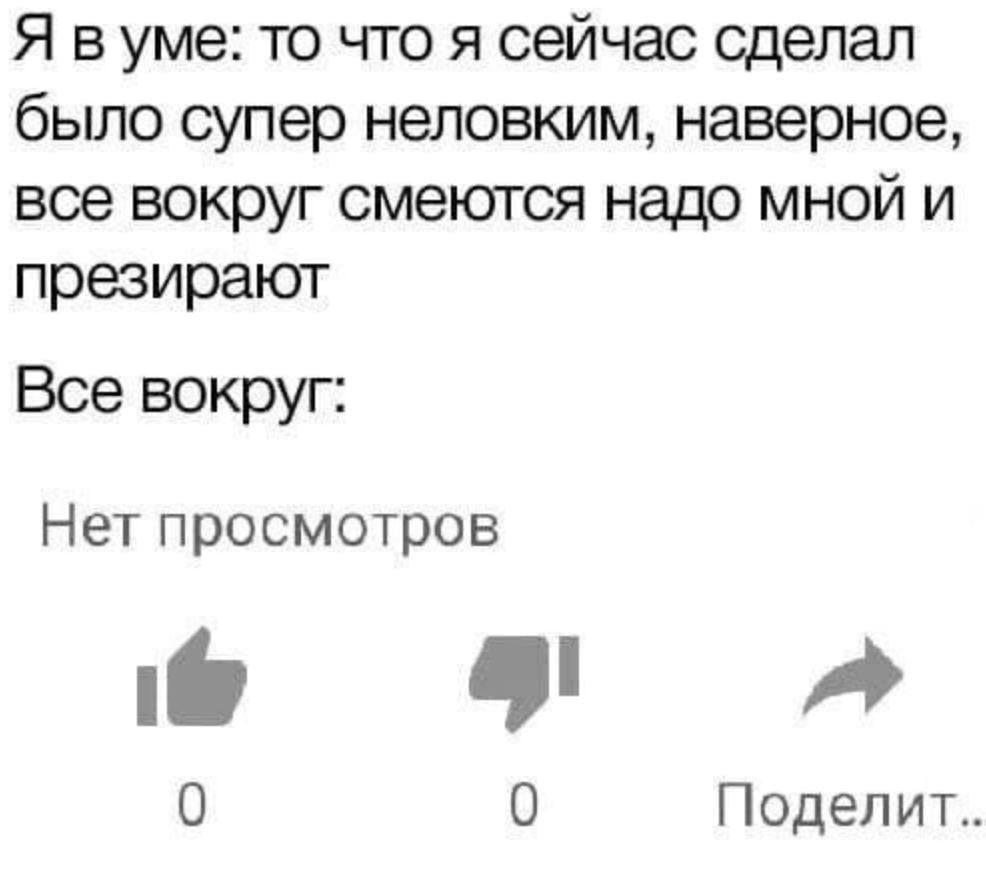 Я в уме: то что я сейчас сделал
было супер неловким, наверное,
все вокруг смеются надо мной и
презирают
Все вокруг:
Нет просмотров
0 0 Поделит..